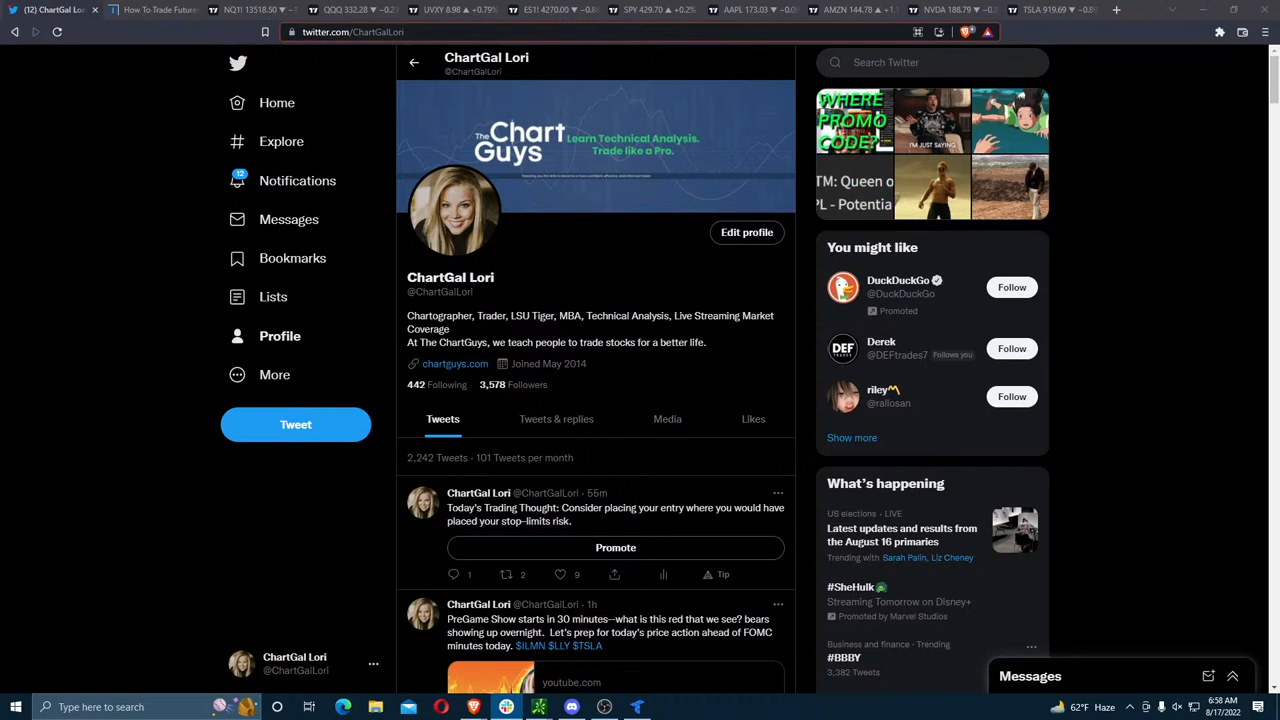 (12) ChartGal Lor
How To Trade Future
NQ1! 13518.50
QQQ 332.28
UVXY 8.98 +0.79%
ES1! 4270.00
SPY 429.70 +0.2%
AAPL 173.03
AMZN 144.78
NVDA 188.79
TSLA 919.69
twitter.com/ChartGalLori
Home
Explore
12
Notifications
Messages
Bookmarks
Lists
Profile
More
Tweet
ChartGal Lori
@ChartGalLori
ChartGal Lori
@ChartGalLori
The Chart Guys
Learn Technical Analysis.
Trade like a Pro.
Edit profile
ChartGal Lori
@ChartGalLori
Chartographer, Trader, LSU Tiger, MBA, Technical Analysis, Live Streaming Market
Coverage
At The ChartGuys, we teach people to trade stocks for a better life.
chartguys.com Joined May 2014
442 Following 3,578 Followers
Tweets Tweets & replies Media Likes
2,242 Tweets · 101 Tweets per month
ChartGal Lori @ChartGalLori · 55m
Today's Trading Thought: Consider placing your entry where you would have
placed your stop-limits risk.
Promote
1 2 9 Tip
ChartGal Lori @ChartGalLori · 1h
PreGame Show starts in 30 minutes--what is this red that we see? bears
showing up overnight. Let's prep for today's price action ahead of FOMC
minutes today. $ILMN $LLY $TSLA
youtube.com
Search Twitter
WHERE
PROMO
CODE?
I'M JUST SAYING
TM: Queen o
PL - Potentia
You might like
DuckDuckGo
@DuckDuckGo
Promoted
Follow
Derek
@DEFtrades7 Follows you
DEF
TRADES
Follow
riley
@raliosan
Follow
Show more
What's happening
US elections · LIVE
Latest updates and results from
the August 16 primaries
Trending with Sarah Palin, Liz Cheney
#SheHulk
Streaming Tomorrow on Disney+
Promoted by Marvel Studios
Business and finance · Trending
#BBBY
3,382 Tweets
Messages
Type here to search
62°F Haze
6:58 AM
8/17/2022